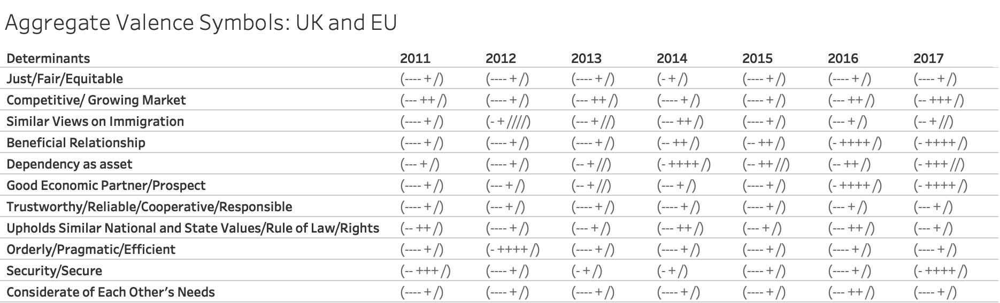 Aggregate Valence Symbols: UK and EU
Determinants 2011 2012 2013 2014 2015 2016 2017
Just/Fair/Equitable (---- + /) (---- + /) (---- + /) (- + /) (---- + /) (---- + /) (---- + /)
Competitive/ Growing Market (--- ++ /) (---- + /) (--- ++ /) (---- + /) (---- + /) (--- ++ /) (-- +++ /)
Similar Views on Immigration (---- + /) (- + ////) (--- + //) (--- ++ /) (---- + /) (--- + /) (-- + //)
Beneficial Relationship (---- + /) (---- + /) (---- + /) (-- ++ /) (-- ++ /) (- ++++ /) (- ++++ /)
Dependency as asset (--- + /) (---- + /) (-- + //) (- ++++ /) (-- ++ //) (-- ++ /) (- +++ //)
Good Economic Partner/Prospect (---- + /) (--- + /) (-- + //) (--- + /) (---- + /) (- ++++ /) (- ++++ /)
Trustworthy/Reliable/Cooperative/Responsible (---- + /) (--- + /) (---- + /) (---- + /) (---- + /) (--- + /) (--- + /)
Upholds Similar National and State Values/Rule of Law/Rights (-- ++ /) (---- + /) (--- + /) (--- ++ /) (--- + /) (--- ++ /) (--- + /)
Orderly/Pragmatic/Efficient (---- + /) (- ++++ /) (---- + /) (---- + /) (---- + /) (---- + /) (---- + /)
Security/Secure (-- +++ /) (---- + /) (- + /) (- + /) (---- + /) (---- + /) (- ++++ /)
Considerate of Each Other's Needs (---- + /) (---- + /) (---- + /) (---- + /) (---- + /) (--- ++ /) (---- + /)